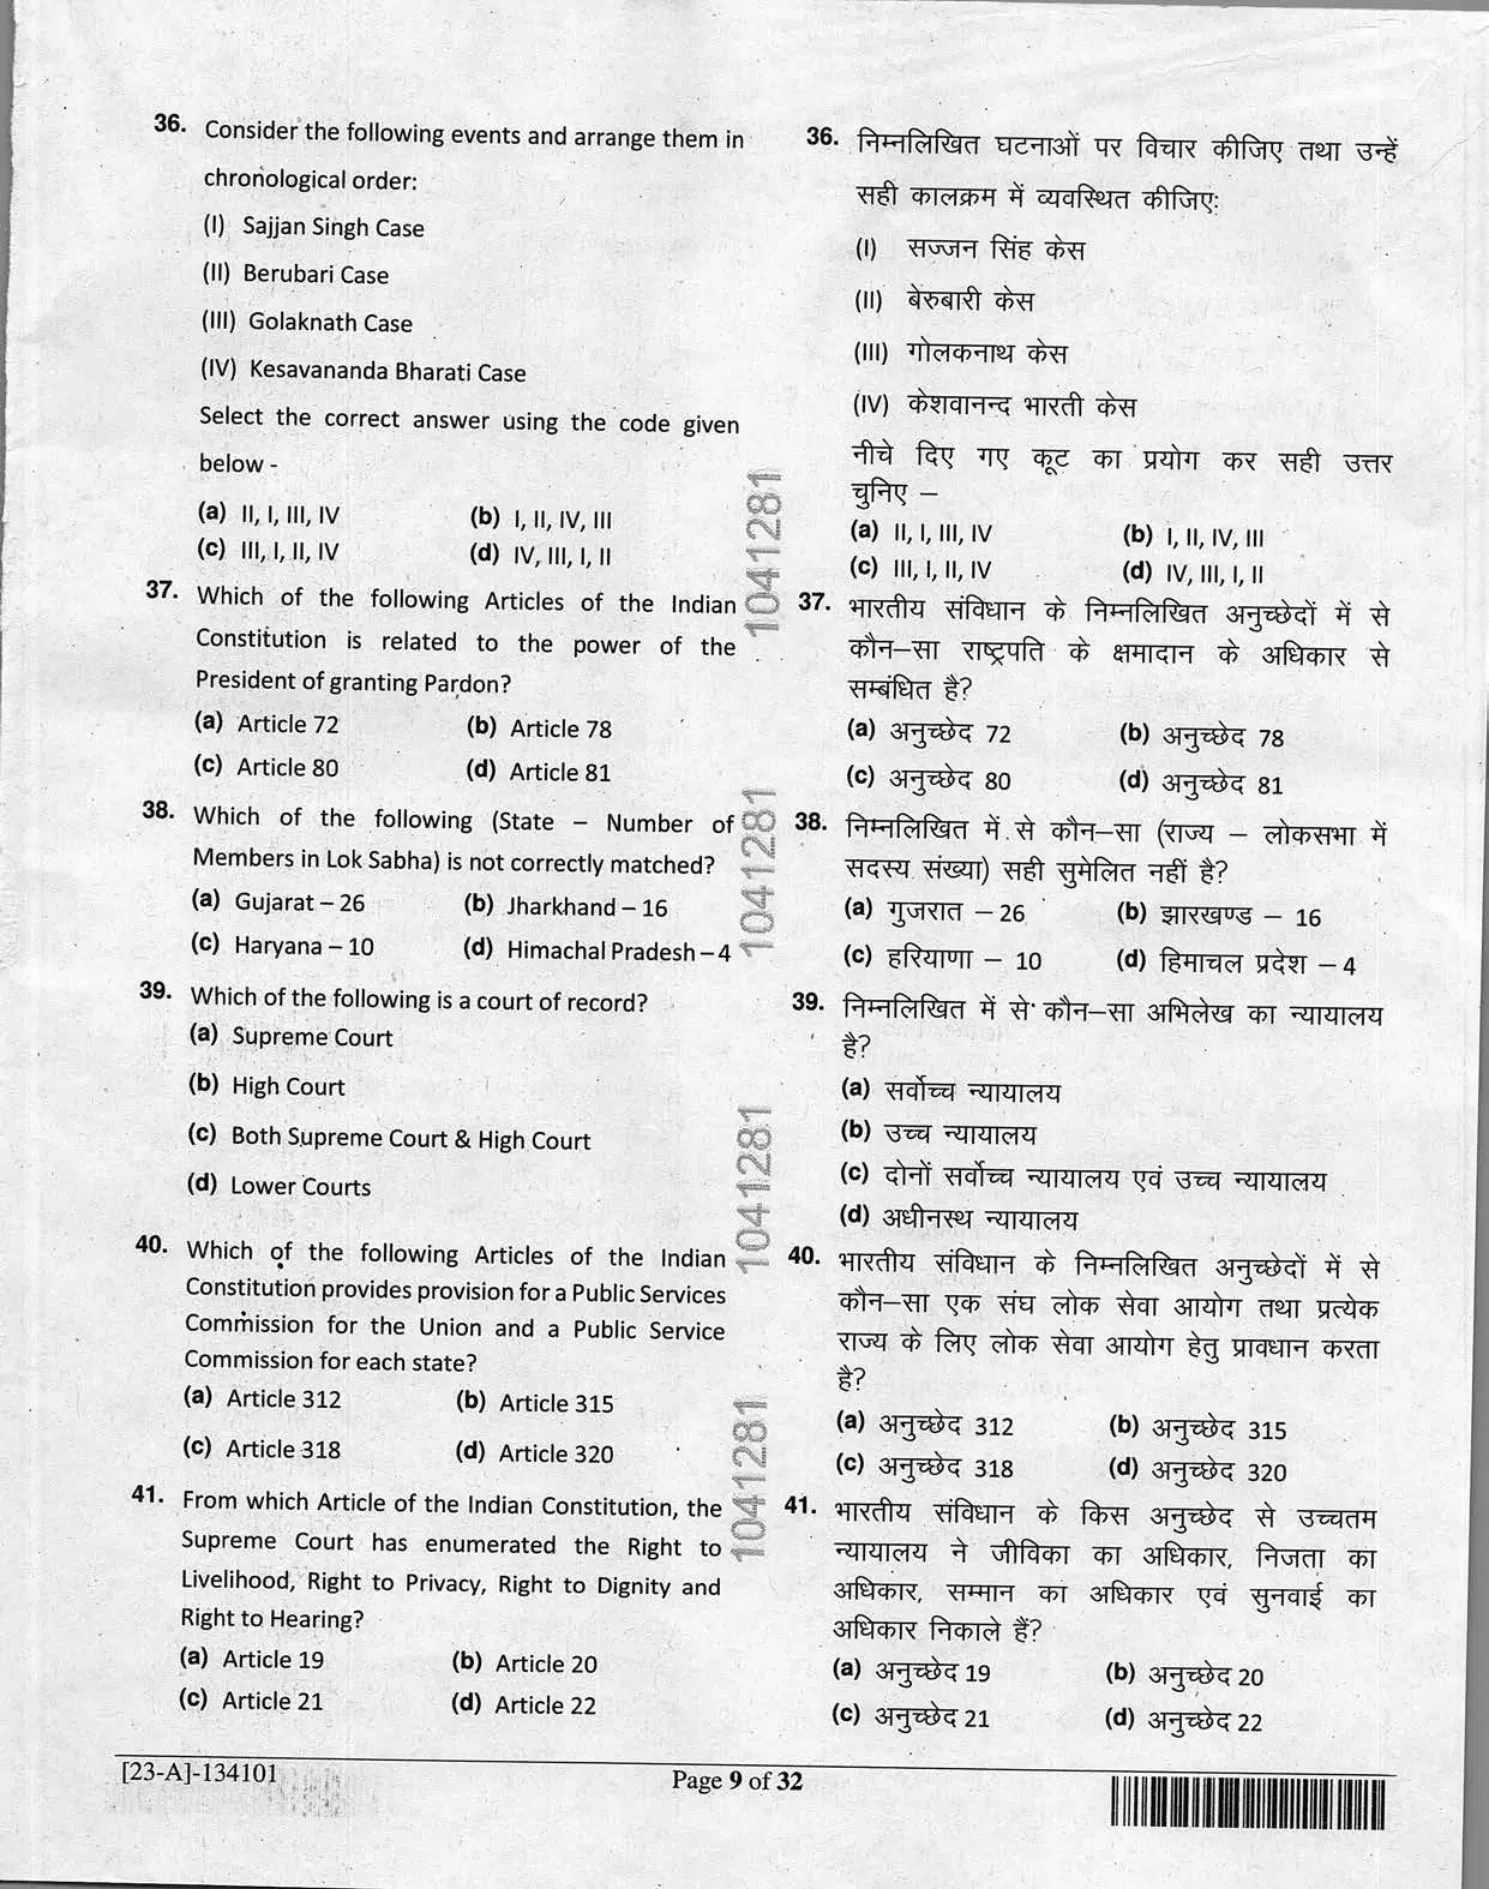 36. Consider the following events and arrange them in
chronological order:
(I) Sajjan Singh Case
(II) Berubari Case
(III) Golaknath Case
(IV) Kesavananda Bharati Case
Select the correct answer using the code given
below -
(a) II, I, III, IV (b) I, II, IV, III
(c) III, I, II, IV (d) IV, III, I, II
37. Which of the following Articles of the Indian
Constitution is related to the power of the
President of granting Pardon?
(a) Article 72 (b) Article 78
(c) Article 80 (d) Article 81
38. Which of the following (State – Number of
Members in Lok Sabha) is not correctly matched?
(a) Gujarat – 26 (b) Jharkhand – 16
(c) Haryana – 10 (d) Himachal Pradesh – 4
39. Which of the following is a court of record?
(a) Supreme Court
(b) High Court
(c) Both Supreme Court & High Court
(d) Lower Courts
40. Which of the following Articles of the Indian
Constitution provides provision for a Public Services
Commission for the Union and a Public Service
Commission for each state?
(a) Article 312 (b) Article 315
(c) Article 318 (d) Article 320
41. From which Article of the Indian Constitution, the
Supreme Court has enumerated the Right to
Livelihood, Right to Privacy, Right to Dignity and
Right to Hearing?
(a) Article 19 (b) Article 20
(c) Article 21 (d) Article 22
1041281
1041281
1041281
1041281
36. निम्नलिखित घटनाओं पर विचार कीजिए तथा उन्हें
सही कालक्रम में व्यवस्थित कीजिए:
(I) सज्जन सिंह केस
(II) बेरुबारी केस
(III) गोलकनाथ केस
(IV) केशवानन्द भारती केस
नीचे दिए गए कूट का प्रयोग कर सही उत्तर
चुनिए –
(a) II, I, III, IV (b) I, II, IV, III
(c) III, I, II, IV (d) IV, III, I, II
37. भारतीय संविधान के निम्नलिखित अनुच्छेदों में से
कौन–सा राष्ट्रपति के क्षमादान के अधिकार से
सम्बंधित है?
(a) अनुच्छेद 72 (b) अनुच्छेद 78
(c) अनुच्छेद 80 (d) अनुच्छेद 81
38. निम्नलिखित में से कौन–सा (राज्य – लोकसभा में
सदस्य संख्या) सही सुमेलित नहीं है?
(a) गुजरात – 26 (b) झारखण्ड – 16
(c) हरियाणा – 10 (d) हिमाचल प्रदेश – 4
39. निम्नलिखित में से कौन–सा अभिलेख का न्यायालय
है?
(a) सर्वोच्च न्यायालय
(b) उच्च न्यायालय
(c) दोनों सर्वोच्च न्यायालय एवं उच्च न्यायालय
(d) अधीनस्थ न्यायालय
40. भारतीय संविधान के निम्नलिखित अनुच्छेदों में से
कौन–सा एक संघ लोक सेवा आयोग तथा प्रत्येक
राज्य के लिए लोक सेवा आयोग हेतु प्रावधान करता
है?
(a) अनुच्छेद 312 (b) अनुच्छेद 315
(c) अनुच्छेद 318 (d) अनुच्छेद 320
41. भारतीय संविधान के किस अनुच्छेद से उच्चतम
न्यायालय ने जीविका का अधिकार, निजता का
अधिकार, सम्मान का अधिकार एवं सुनवाई का
अधिकार निकाले हैं?
(a) अनुच्छेद 19 (b) अनुच्छेद 20
(c) अनुच्छेद 21 (d) अनुच्छेद 22
[23-A]-134101 Page 9 of 32